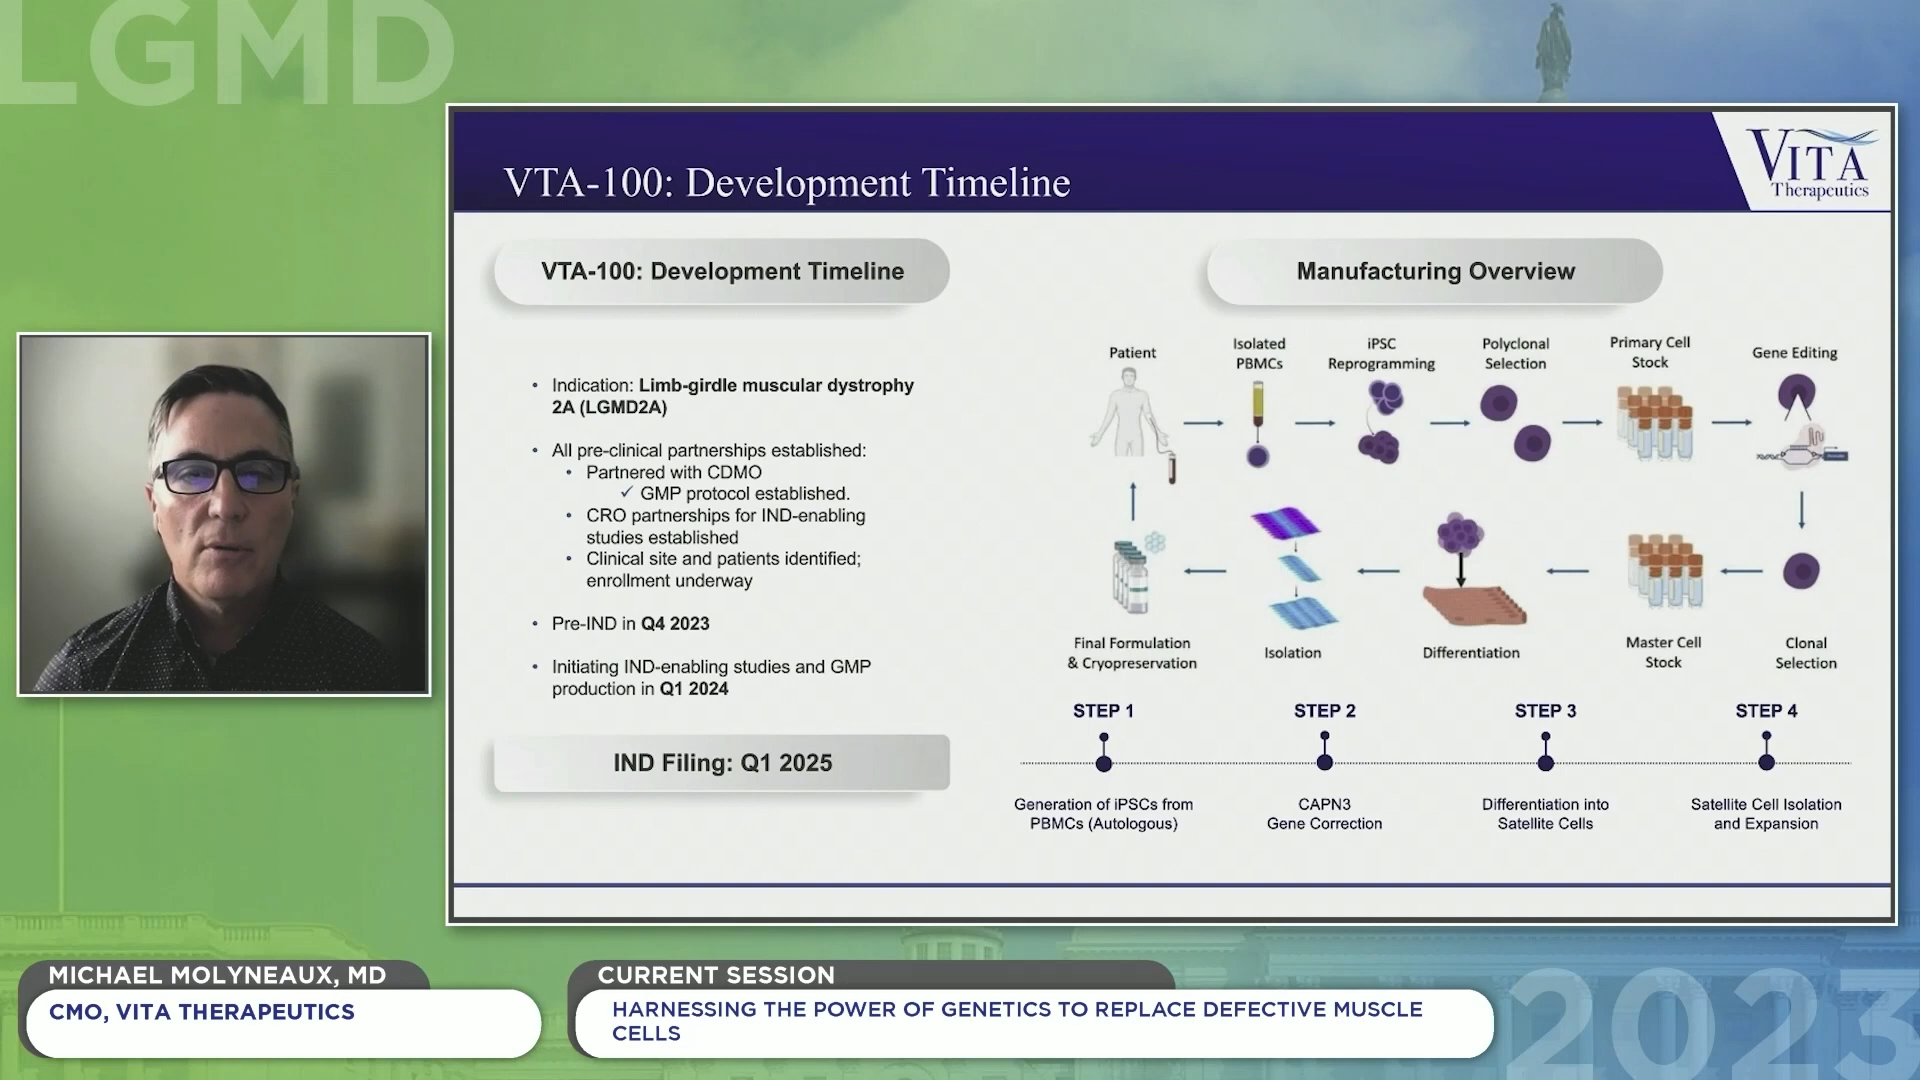 LGMD
VTA-100: Development Timeline
VITA
Therapeutics
VTA-100: Development Timeline
• Indication: Limb-girdle muscular dystrophy
2A (LGMD2A)
• All pre-clinical partnerships established:
• Partnered with CDMO
✓ GMP protocol established.
• CRO partnerships for IND-enabling
studies established
• Clinical site and patients identified;
enrollment underway
• Pre-IND in Q4 2023
• Initiating IND-enabling studies and GMP
production in Q1 2024
IND Filing: Q1 2025
Manufacturing Overview
Patient
Isolated
PBMCs
iPSC
Reprogramming
Polyclonal
Selection
Primary Cell
Stock
Gene Editing
Final Formulation
& Cryopreservation
Isolation
Differentiation
Master Cell
Stock
Clonal
Selection
STEP 1
STEP 2
STEP 3
STEP 4
Generation of iPSCs from
PBMCs (Autologous)
CAPN3
Gene Correction
Differentiation into
Satellite Cells
Satellite Cell Isolation
and Expansion
MICHAEL MOLYNEAUX, MD
CMO, VITA THERAPEUTICS
CURRENT SESSION
HARNESSING THE POWER OF GENETICS TO REPLACE DEFECTIVE MUSCLE
CELLS
2023